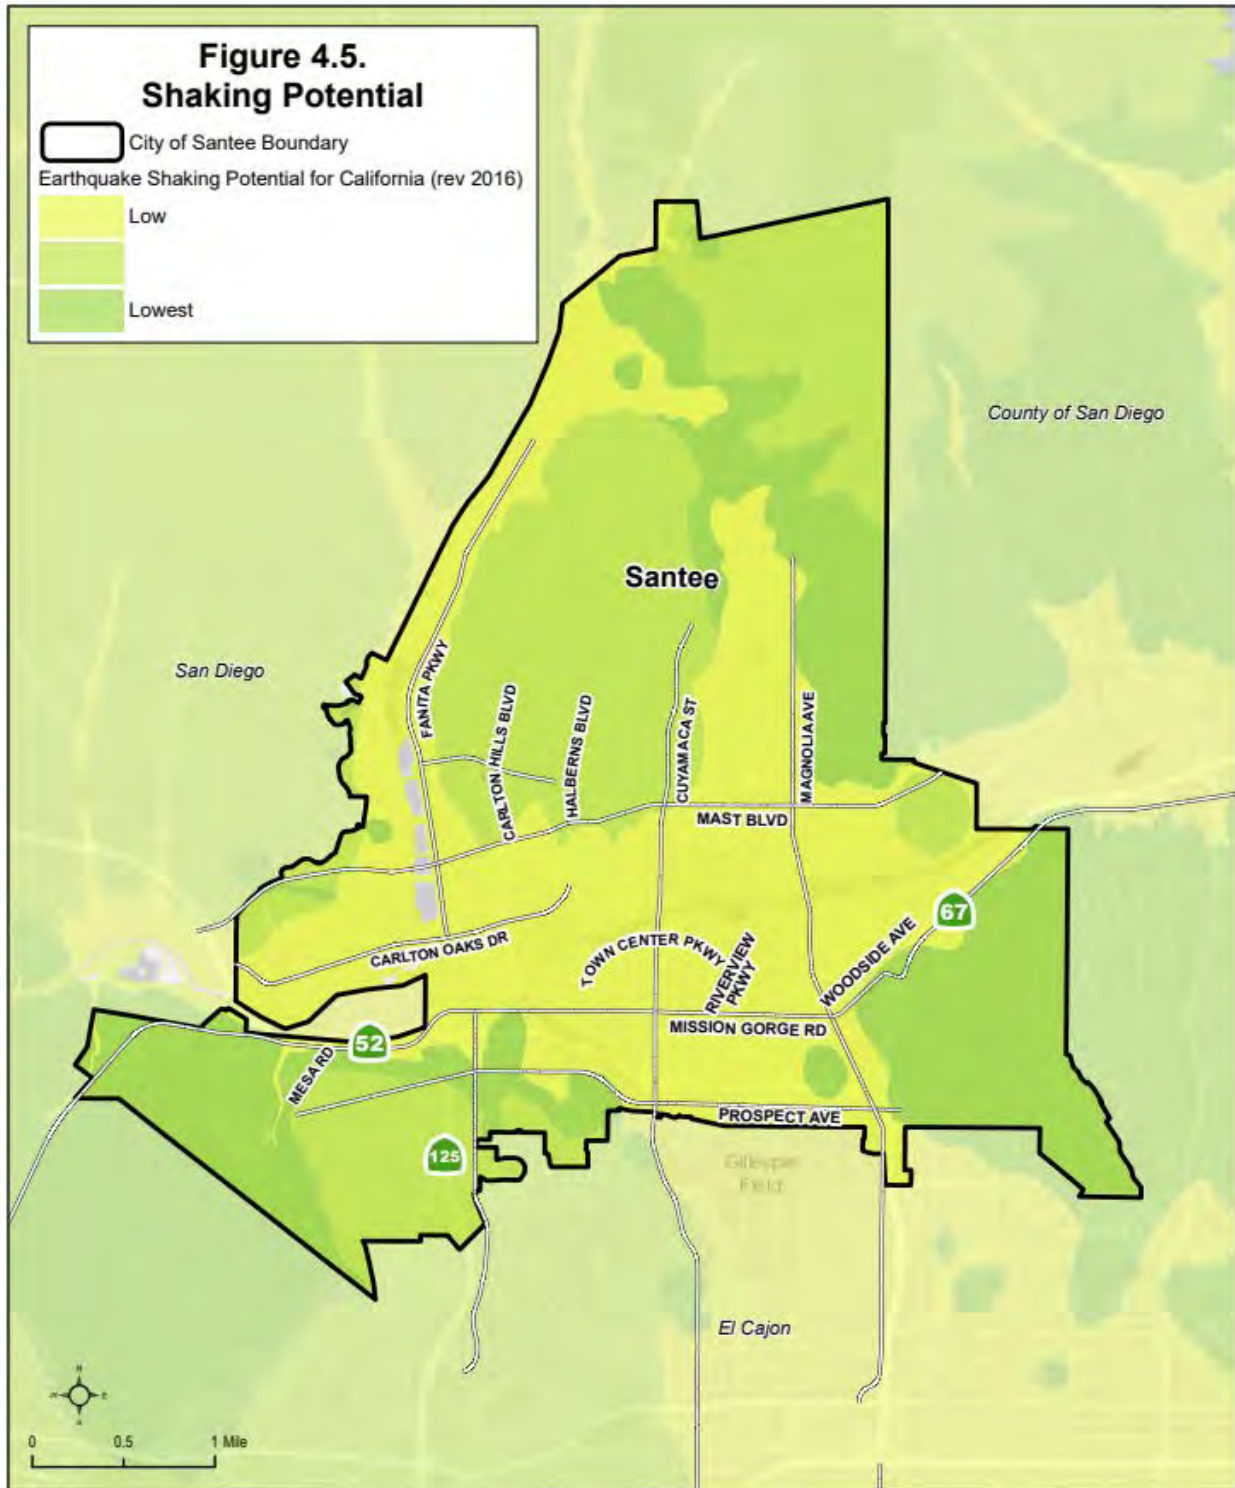 Figure 4.5.
Shaking Potential
City of Santee Boundary
Earthquake Shaking Potential for California (rev 2016)
Low
Lowest
County of San Diego
Santee
San Diego
FANITA PKWY
CARLTON HILLS BLVD
HALBERNS BLVD
CUYAMACA ST
MAGNOLIA AVE
MAST BLVD
67
CARLTON OAKS DR
TOWN CENTER PKWY
RIVERVIEW
PKWY
WOODSIDE AVE
MISSION GORGE RD
52
MESA RD
PROSPECT AVE
125
Gillespie
Field
El Cajon
N
W
E
S
0
0.5
1 Mile